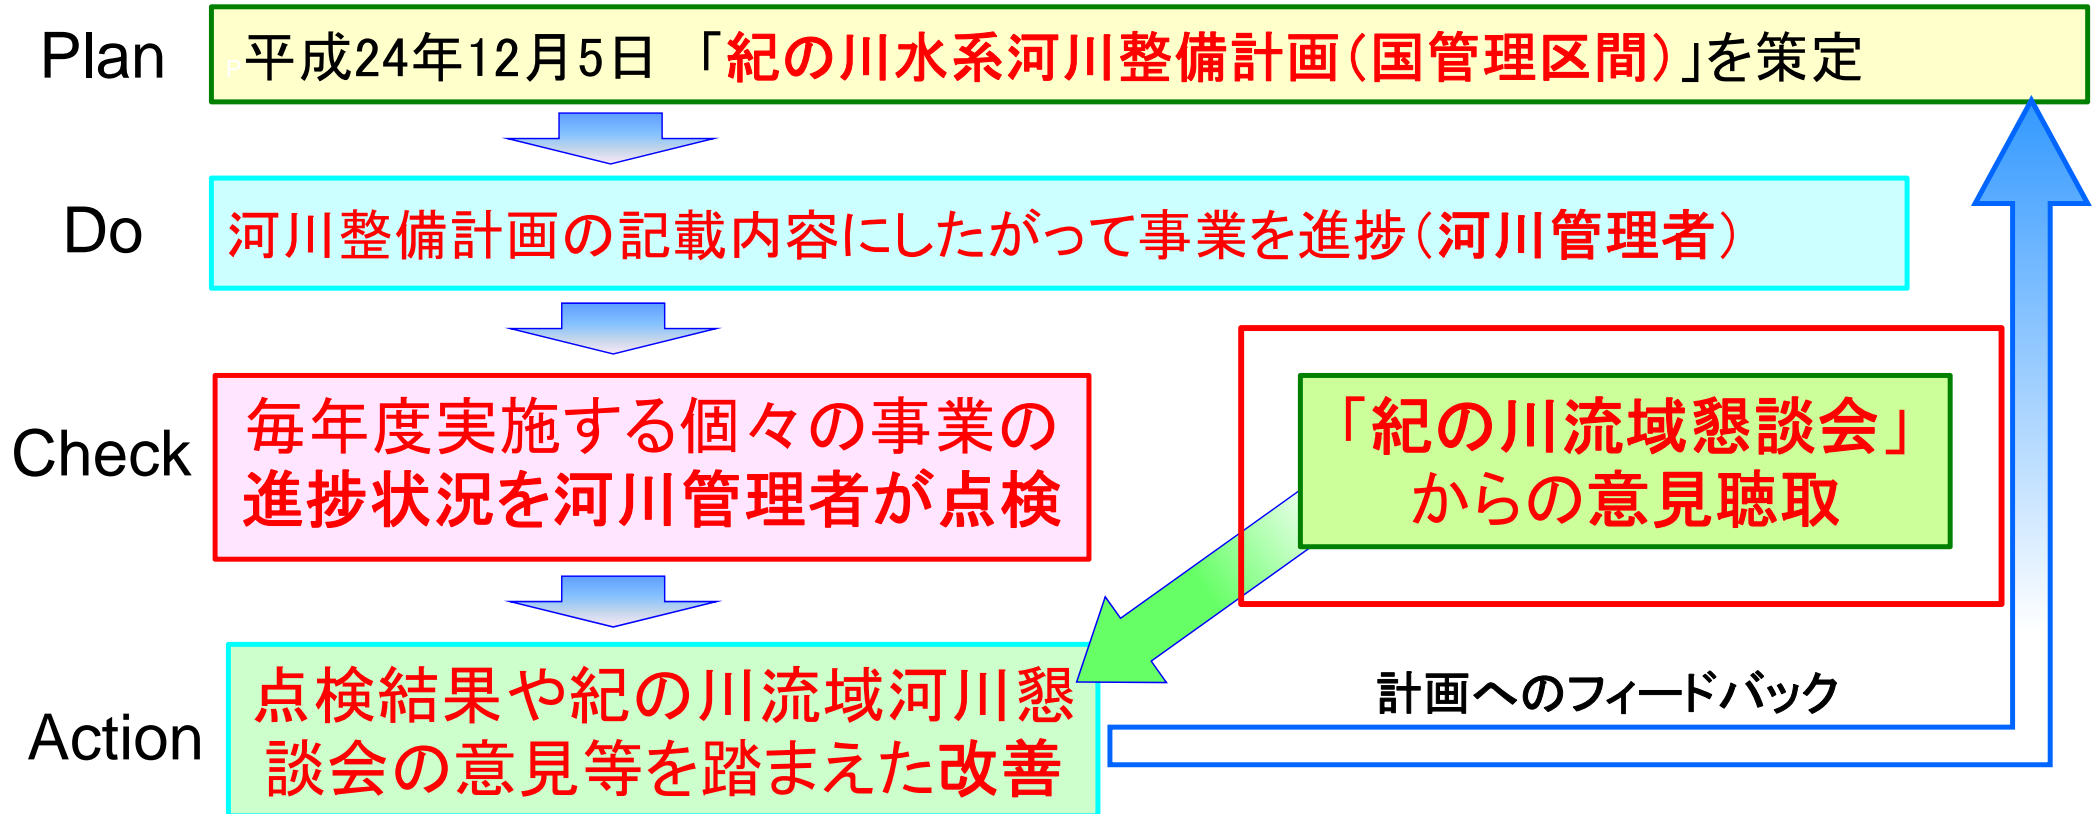 Plan
P
平成24年12月5日 「紀の川水系河川整備計画(国管理区間)」を策定
Do
河川整備計画の記載内容にしたがって事業を進捗(河川管理者)
Check
毎年度実施する個々の事業の
進捗状況を河川管理者が点検
「紀の川流域懇談会」
からの意見聴取
Action
点検結果や紀の川流域河川懇
談会の意見等を踏まえた改善
計画へのフィードバック